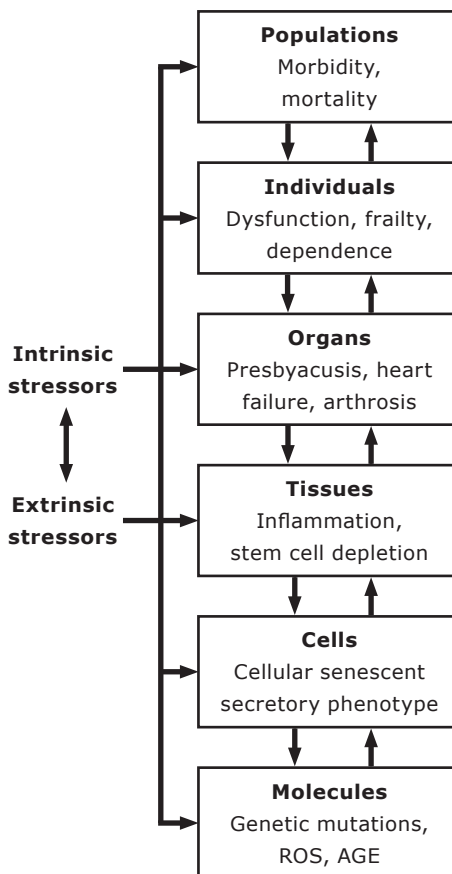 Populations
Morbidity,
mortality
Individuals
Dysfunction, frailty,
dependence
Intrinsic
stressors
Organs
Presbyacusis, heart
failure, arthrosis
Extrinsic
stressors
Tissues
Inflammation,
stem cell depletion
Cells
Cellular senescent
secretory phenotype
Molecules
Genetic mutations,
ROS, AGE